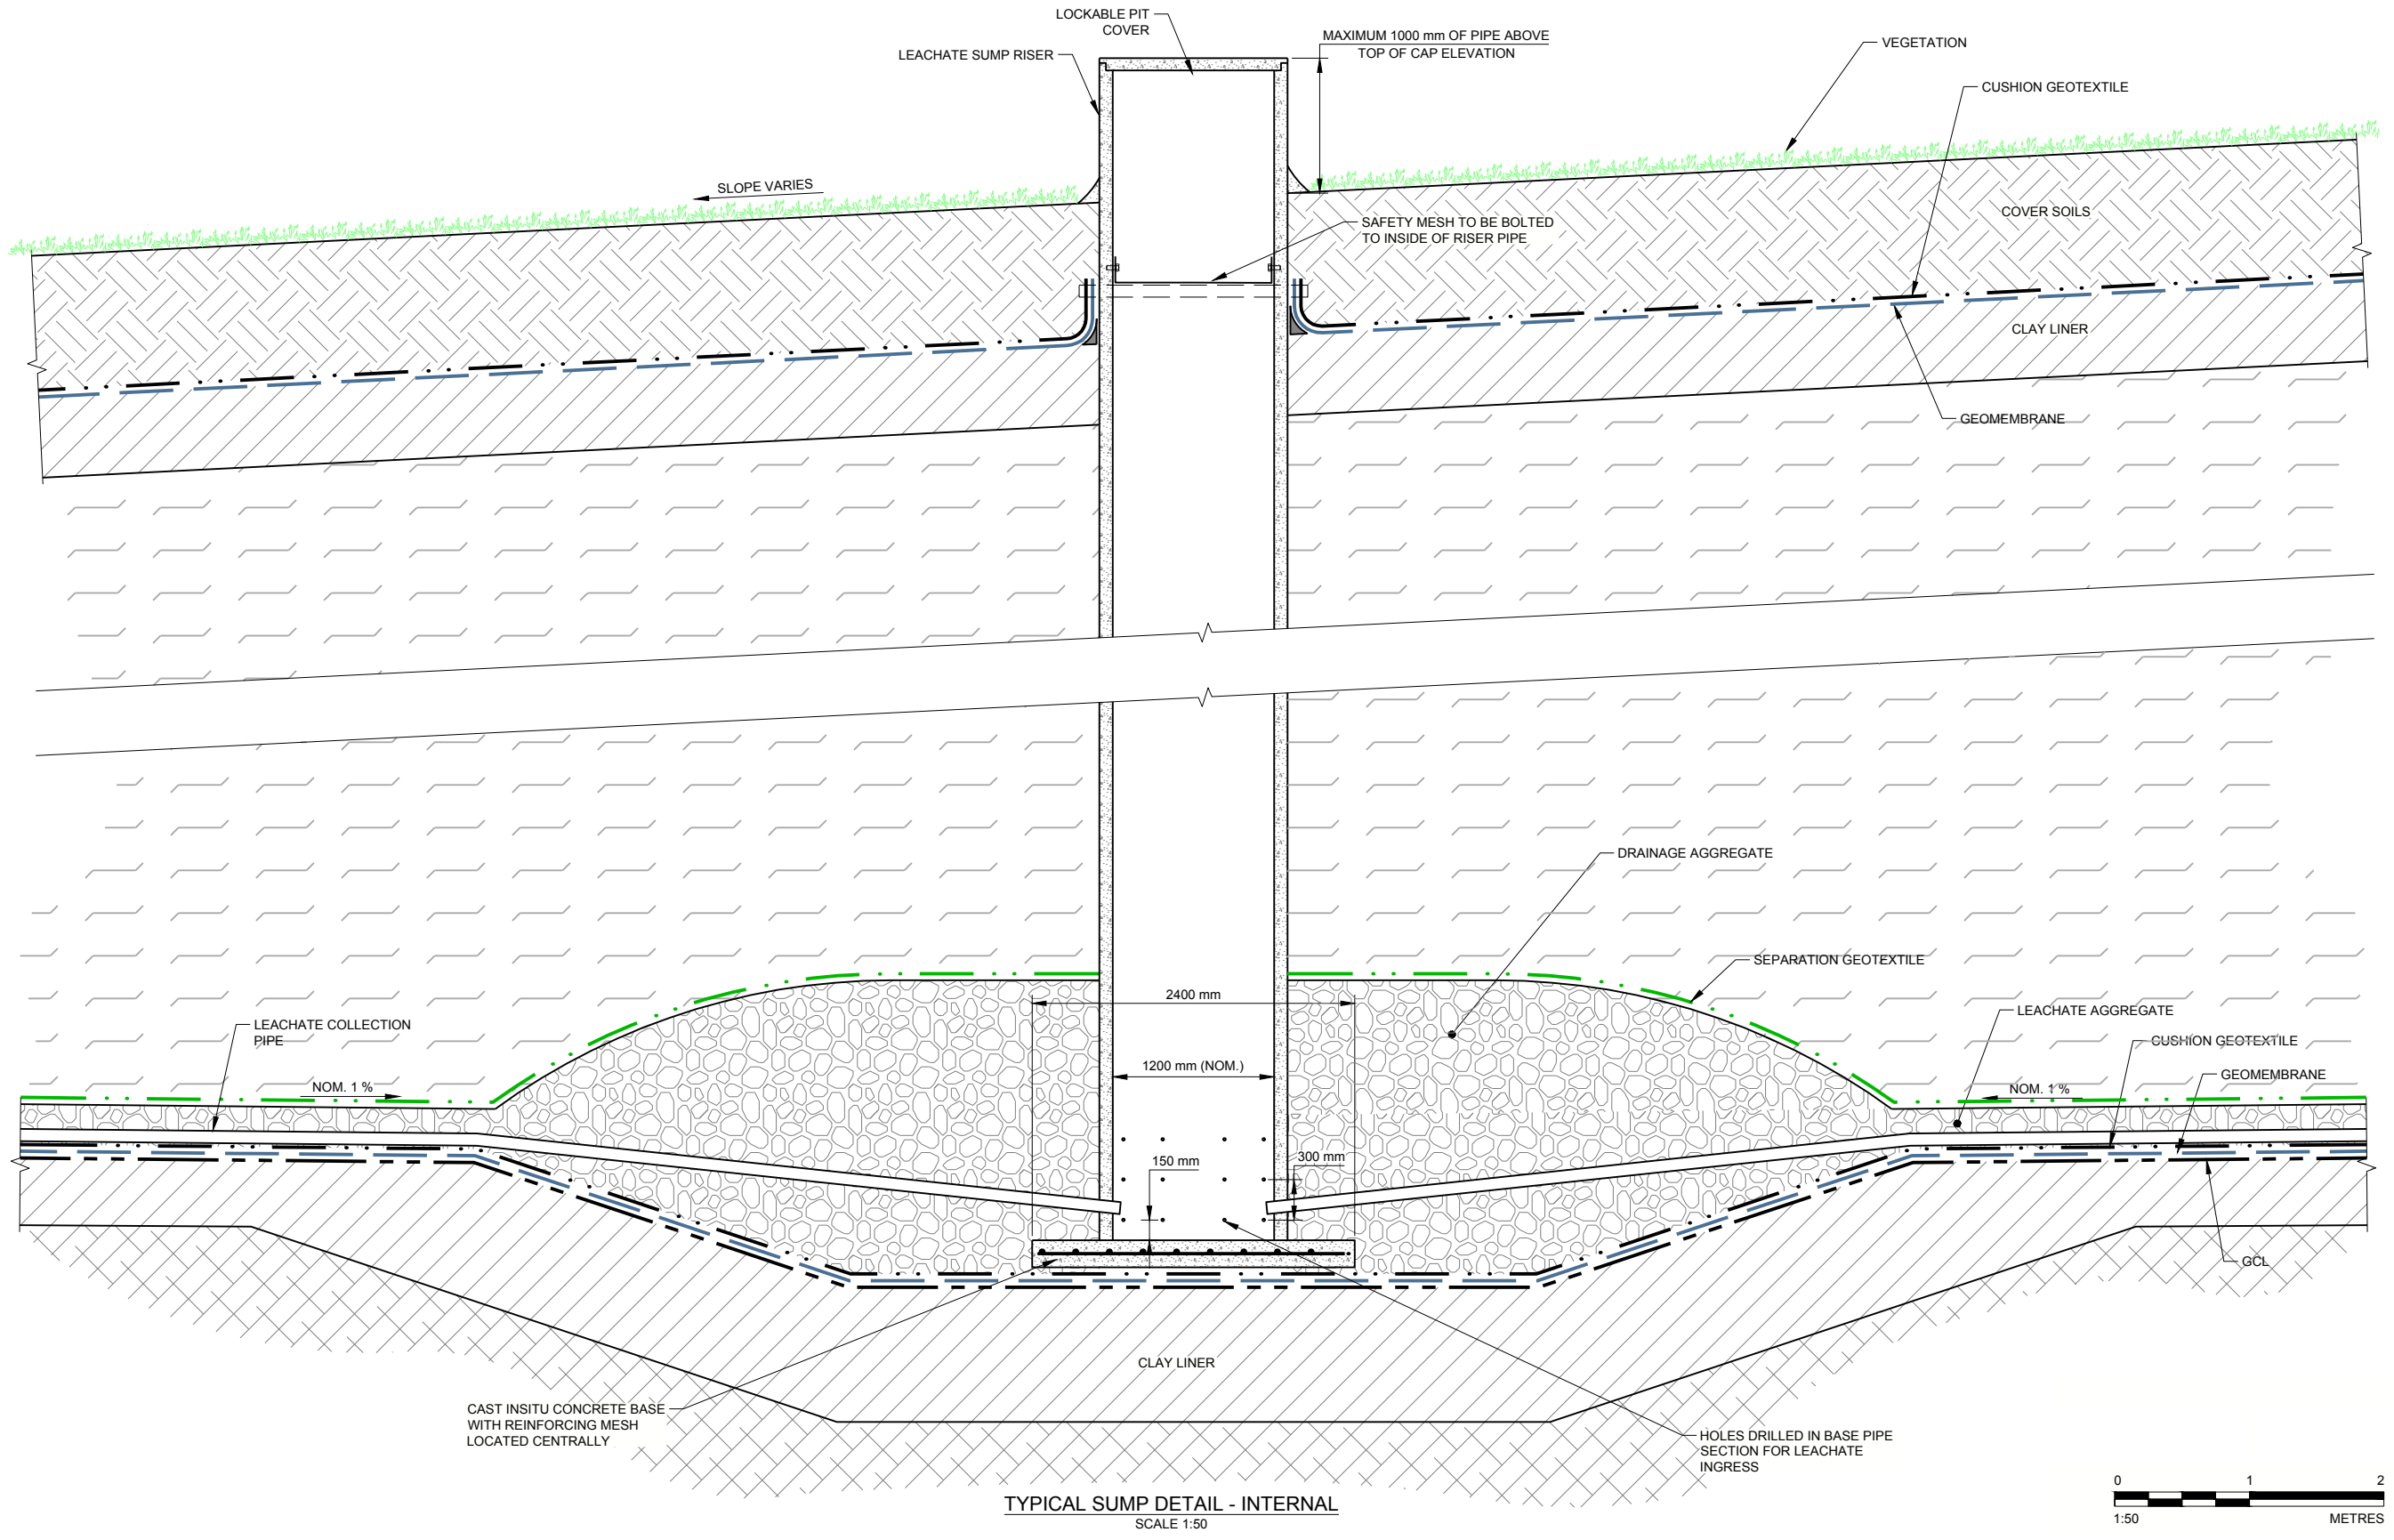 LOCKABLE PIT
COVER
LEACHATE SUMP RISER
MAXIMUM 1000 mm OF PIPE ABOVE
TOP OF CAP ELEVATION
VEGETATION
CUSHION GEOTEXTILE
SLOPE VARIES
SAFETY MESH TO BE BOLTED
TO INSIDE OF RISER PIPE
COVER SOILS
CLAY LINER
GEOMEMBRANE
DRAINAGE AGGREGATE
SEPARATION GEOTEXTILE
2400 mm
LEACHATE COLLECTION
PIPE
LEACHATE AGGREGATE
CUSHION GEOTEXTILE
1200 mm (NOM.)
GEOMEMBRANE
NOM. 1 %
NOM. 1 %
150 mm
300 mm
GCL
CLAY LINER
CAST INSITU CONCRETE BASE
WITH REINFORCING MESH
LOCATED CENTRALLY
HOLES DRILLED IN BASE PIPE
SECTION FOR LEACHATE
INGRESS
TYPICAL SUMP DETAIL - INTERNAL
SCALE 1:50
0 1 2
1:50 METRES